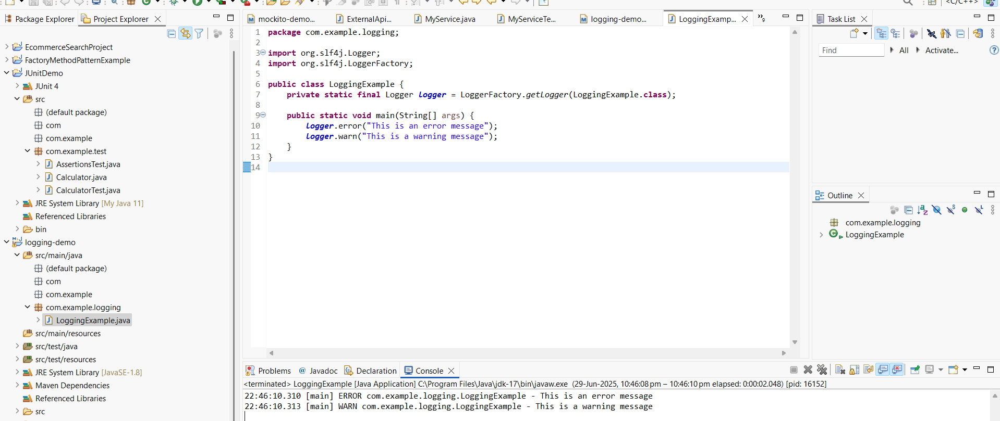 <C/C++>
Package Explorer
Project Explorer
EcommerceSearchProject
FactoryMethodPatternExample
JUnitDemo
JUnit 4
src
(default package)
com
com.example
com.example.test
AssertionsTest.java
Calculator.java
CalculatorTest.java
JRE System Library [My Java 11]
Referenced Libraries
bin
logging-demo
src/main/java
(default package)
com
com.example
com.example.logging
LoggingExample.java
src/main/resources
src/test/java
src/test/resources
JRE System Library [JavaSE-1.8]
Maven Dependencies
Referenced Libraries
src
mockito-demo...
ExternalApi...
MyService.java
MyServiceTe...
logging-demo...
LoggingExamp...
»9
1 package com.example.logging;
2
3 import org.slf4j.Logger;
4 import org.slf4j.LoggerFactory;
5
6 public class LoggingExample {
7 private static final Logger logger = LoggerFactory.getLogger(LoggingExample.class);
8
9 public static void main(String[] args) {
10 logger.error("This is an error message");
11 logger.warn("This is a warning message");
12 }
13 }
14
Task List
Find
All
Activate...
Outline
com.example.logging
LoggingExample
Problems
@ Javadoc
Declaration
Console
<terminated> LoggingExample [Java Application] C:\Program Files\Java\jdk-17\bin\javaw.exe (29-Jun-2025, 10:46:08 pm – 10:46:10 pm elapsed: 0:00:02.048) [pid: 16152]
22:46:10.310 [main] ERROR com.example.logging.LoggingExample - This is an error message
22:46:10.313 [main] WARN com.example.logging.LoggingExample - This is a warning message